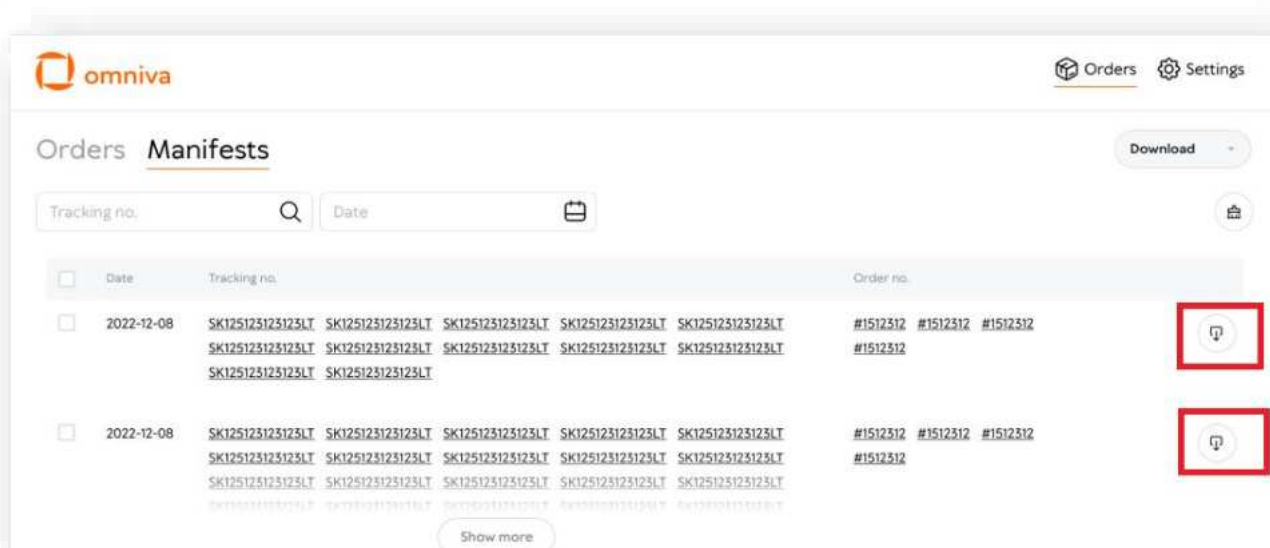 omniva
Orders Settings
Orders Manifests
Download
Tracking no. Date
Date Tracking no. Order no.
2022-12-08 SK125123123123LT SK125123123123LT SK125123123123LT SK125123123123LT SK125123123123LT #1512312 #1512312 #1512312
SK125123123123LT SK125123123123LT SK125123123123LT SK125123123123LT SK125123123123LT #1512312
SK125123123123LT SK125123123123LT
2022-12-08 SK125123123123LT SK125123123123LT SK125123123123LT SK125123123123LT SK125123123123LT #1512312 #1512312 #1512312
SK125123123123LT SK125123123123LT SK125123123123LT SK125123123123LT SK125123123123LT #1512312
SK125123123123LT SK125123123123LT SK125123123123LT SK125123123123LT SK125123123123LT
Show more